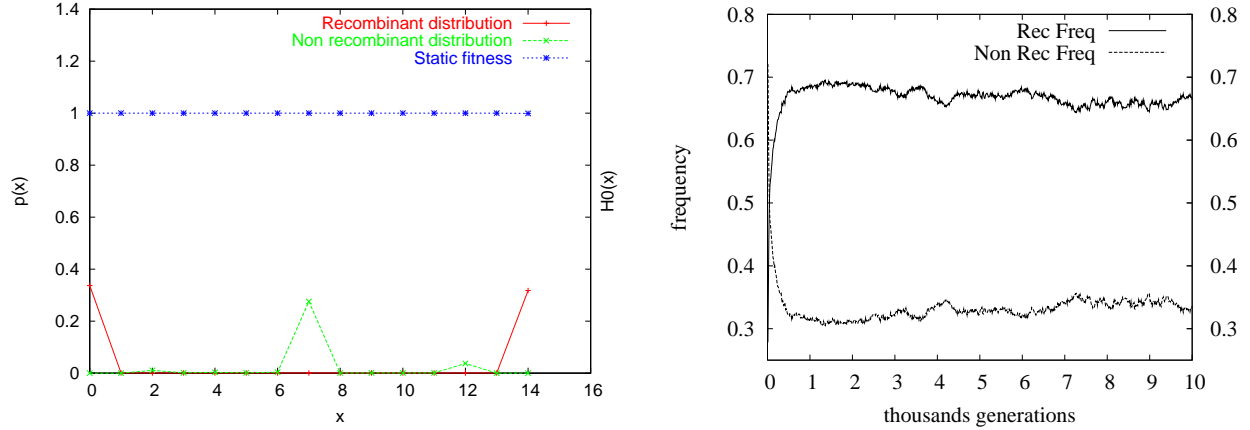 1.4
1.2
1
0.8
0.6
0.4
0.2
0
p(x)
Recombinant distribution
Non recombinant distribution
Static fitness
H0(x)
0 2 4 6 8 10 12 14 16
x
0.8
0.7
0.6
0.5
0.4
0.3
frequency
Rec Freq
Non Rec Freq
0.8
0.7
0.6
0.5
0.4
0.3
0 1 2 3 4 5 6 7 8 9 10
thousands generations